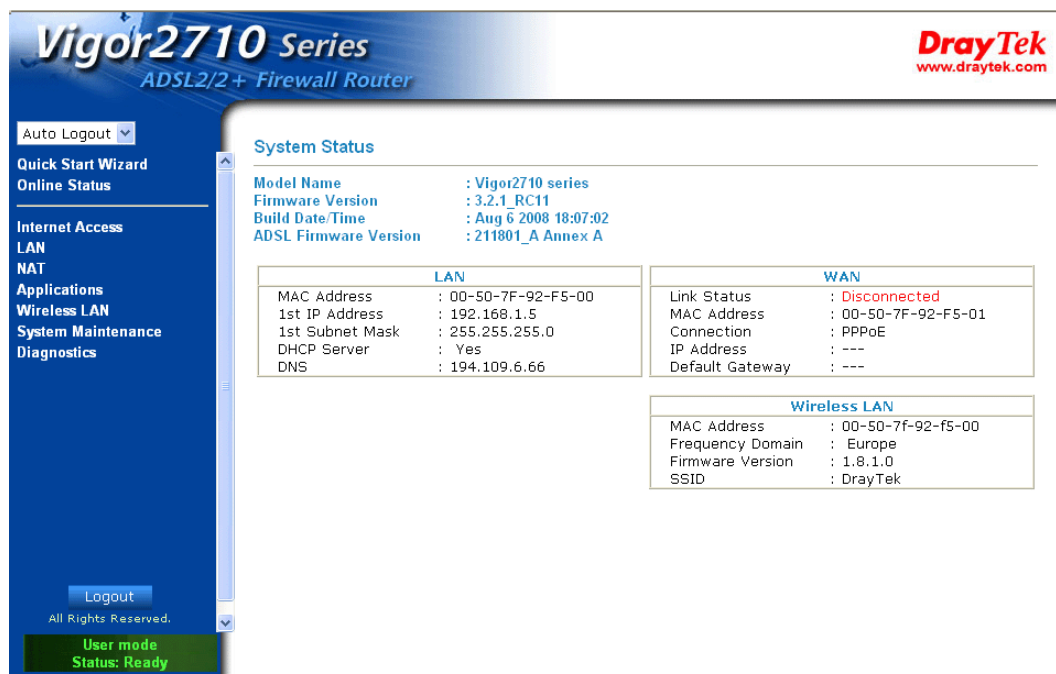 Vigor2710 Series
ADSL2/2+ Firewall Router
DrayTek
www.draytek.com
Auto Logout
Quick Start Wizard
Online Status
Internet Access
LAN
NAT
Applications
Wireless LAN
System Maintenance
Diagnostics
Logout
All Rights Reserved.
User mode
Status: Ready
System Status
Model Name : Vigor2710 series
Firmware Version : 3.2.1_RC11
Build Date/Time : Aug 6 2008 18:07:02
ADSL Firmware Version : 211801_A Annex A
LAN
MAC Address : 00-50-7F-92-F5-00
1st IP Address : 192.168.1.5
1st Subnet Mask : 255.255.255.0
DHCP Server : Yes
DNS : 194.109.6.66
WAN
Link Status : Disconnected
MAC Address : 00-50-7F-92-F5-01
Connection : PPPoE
IP Address : ---
Default Gateway : ---
Wireless LAN
MAC Address : 00-50-7f-92-f5-00
Frequency Domain : Europe
Firmware Version : 1.8.1.0
SSID : DrayTek